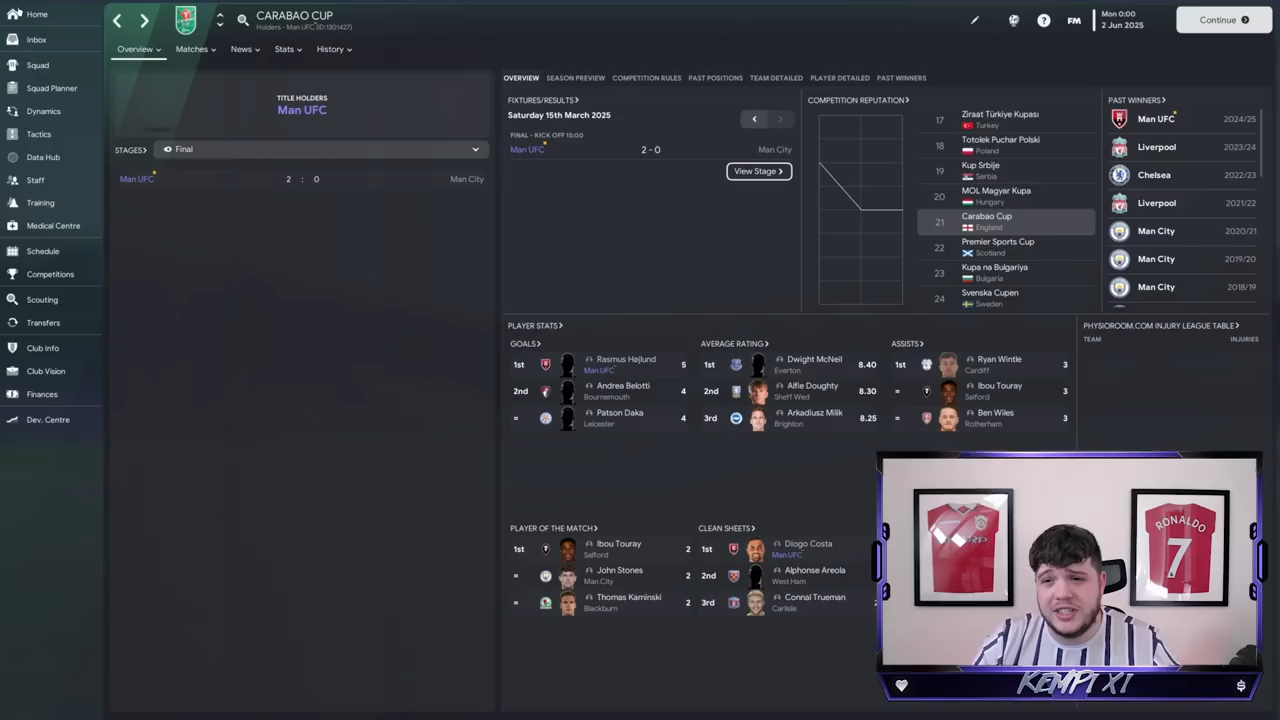 Home
Inbox
Squad
Squad Planner
Dynamics
Tactics
Data Hub
Staff
Training
Medical Centre
Schedule
Competitions
Scouting
Transfers
Club Info
Club Vision
Finances
Dev. Centre
CARABAO CUP
Holders - Man UFC (ID:1301427)
FM
Mon 0:00
2 Jun 2025
Continue
Overview
Matches
News
Stats
History
TITLE HOLDERS
Man UFC
STAGES>
Final
Man UFC 2 : 0 Man City
OVERVIEW SEASON PREVIEW COMPETITION RULES PAST POSITIONS TEAM DETAILED PLAYER DETAILED PAST WINNERS
FIXTURES/RESULTS>
Saturday 15th March 2025
FINAL - KICK OFF 15:00
Man UFC 2 - 0 Man City
View Stage >
COMPETITION REPUTATION>
17 Ziraat Türkiye Kupası
Turkey
18 Totolek Puchar Polski
Poland
19 Kup Srbije
Serbia
20 MOL Magyar Kupa
Hungary
21 Carabao Cup
England
22 Premier Sports Cup
Scotland
23 Kupa na Bulgariya
Bulgaria
24 Svenska Cupen
Sweden
PAST WINNERS>
Man UFC 2024/25
Liverpool 2023/24
Chelsea 2022/23
Liverpool 2021/22
Man City 2020/21
Man City 2019/20
Man City 2018/19
PLAYER STATS>
GOALS>
1st Rasmus Højlund 5
Man UFC
2nd Andrea Belotti 4
Bournemouth
= Patson Daka 4
Leicester
AVERAGE RATING>
1st Dwight McNeil 8.40
Everton
2nd Alfie Doughty 8.30
Sheff Wed
3rd Arkadiusz Milik 8.25
Brighton
ASSISTS>
1st Ryan Wintle 3
Cardiff
= Ibou Touray 3
Salford
= Ben Wiles 3
Rotherham
PHYSIOROOM.COM INJURY LEAGUE TABLE>
TEAM INJURIES
PLAYER OF THE MATCH>
1st Ibou Touray 2
Salford
= John Stones 2
Man City
= Thomas Kaminski 2
Blackburn
CLEAN SHEETS>
1st Diogo Costa
Man UFC
2nd Alphonse Areola
West Ham
3rd Connal Trueman
Carlisle
RONALDO
7
KEMPI XI